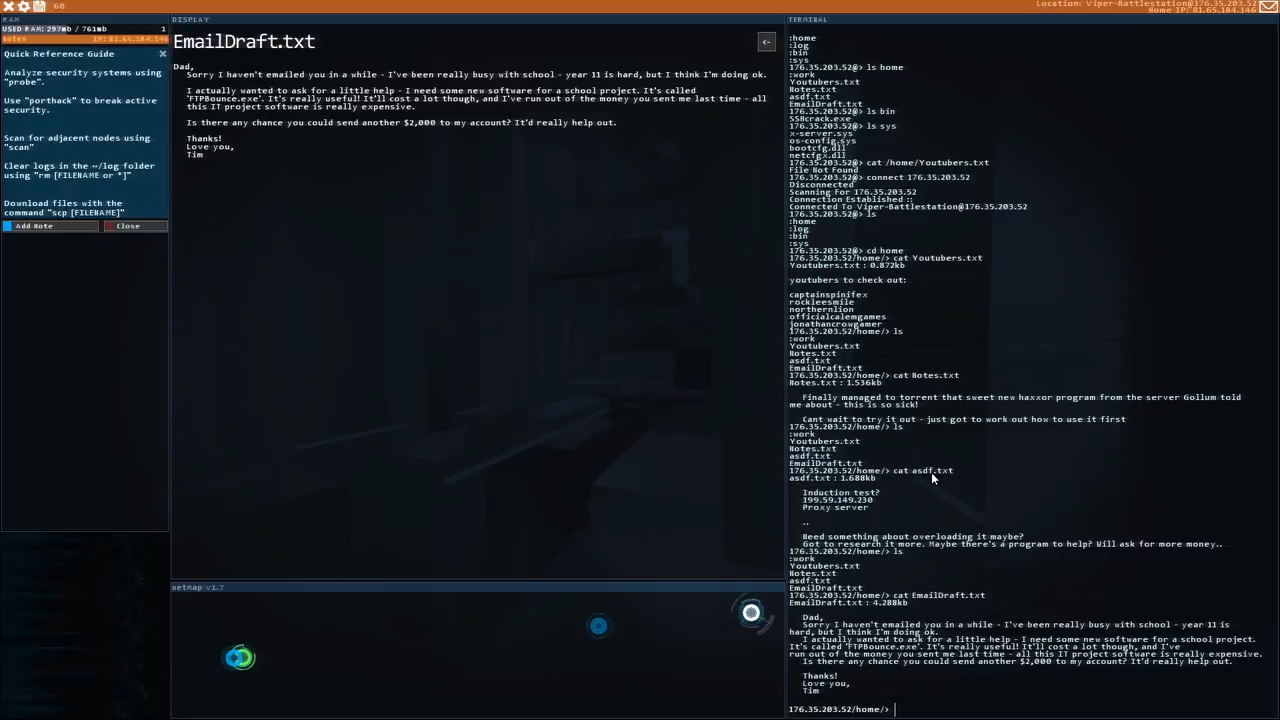 60
Location: Viper-Battlestation@176.35.203.52
Home IP: 81.65.184.146
RAM
USED RAM: 297mb / 761mb 1
notes IP: 81.65.184.146
Quick Reference Guide
Analyze security systems using
"probe".
Use "porthack" to break active
security.
Scan for adjacent nodes using
"scan"
Clear logs in the ~/log folder
using "rm [FILENAME or *]"
Download files with the
command "scp [FILENAME]"
Add Note
Close
DISPLAY
EmailDraft.txt
<-
Dad,
Sorry I haven't emailed you in a while - I've been really busy with school - year 11 is hard, but I think I'm doing ok.
I actually wanted to ask for a little help - I need some new software for a school project. It's called
'FTPBounce.exe'. It's really useful! It'll cost a lot though, and I've run out of the money you sent me last time - all
this IT project software is really expensive.
Is there any chance you could send another $2,000 to my account? It'd really help out.
Thanks!
Love you,
Tim
netMap v1.7
TERMINAL
:home
:log
:bin
:sys
176.35.203.52@> ls home
:work
Youtubers.txt
Notes.txt
asdf.txt
EmailDraft.txt
176.35.203.52@> ls bin
SSHcrack.exe
176.35.203.52@> ls sys
x-server.sys
os-config.sys
bootcfg.dll
netcfgx.dll
176.35.203.52@> cat /home/Youtubers.txt
File Not Found
176.35.203.52@> connect 176.35.203.52
Disconnected
Scanning For 176.35.203.52
Connection Established ::
Connected To Viper-Battlestation@176.35.203.52
176.35.203.52@> ls
:home
:log
:bin
:sys
176.35.203.52@> cd home
176.35.203.52/home/> cat Youtubers.txt
Youtubers.txt : 0.872kb
youtubers to check out:
captainspinifex
rockleesmile
northernlion
officialcalemgames
jonathancrowgamer
176.35.203.52/home/> ls
:work
Youtubers.txt
Notes.txt
asdf.txt
EmailDraft.txt
176.35.203.52/home/> cat Notes.txt
Notes.txt : 1.536kb
Finally managed to torrent that sweet new haxxor program from the server Gollum told
me about - this is so sick!
Cant wait to try it out - just got to work out how to use it first
176.35.203.52/home/> ls
:work
Youtubers.txt
Notes.txt
asdf.txt
EmailDraft.txt
176.35.203.52/home/> cat asdf.txt
asdf.txt : 1.688kb
Induction test?
199.59.149.230
Proxy server
..
Need something about overloading it maybe?
Got to research it more. Maybe there's a program to help? Will ask for more money..
176.35.203.52/home/> ls
:work
Youtubers.txt
Notes.txt
asdf.txt
EmailDraft.txt
176.35.203.52/home/> cat EmailDraft.txt
EmailDraft.txt : 4.288kb
Dad,
Sorry I haven't emailed you in a while - I've been really busy with school - year 11 is
hard, but I think I'm doing ok.
I actually wanted to ask for a little help - I need some new software for a school project.
It's called 'FTPBounce.exe'. It's really useful! It'll cost a lot though, and I've
run out of the money you sent me last time - all this IT project software is really expensive.
Is there any chance you could send another $2,000 to my account? It'd really help out.
Thanks!
Love you,
Tim
176.35.203.52/home/>